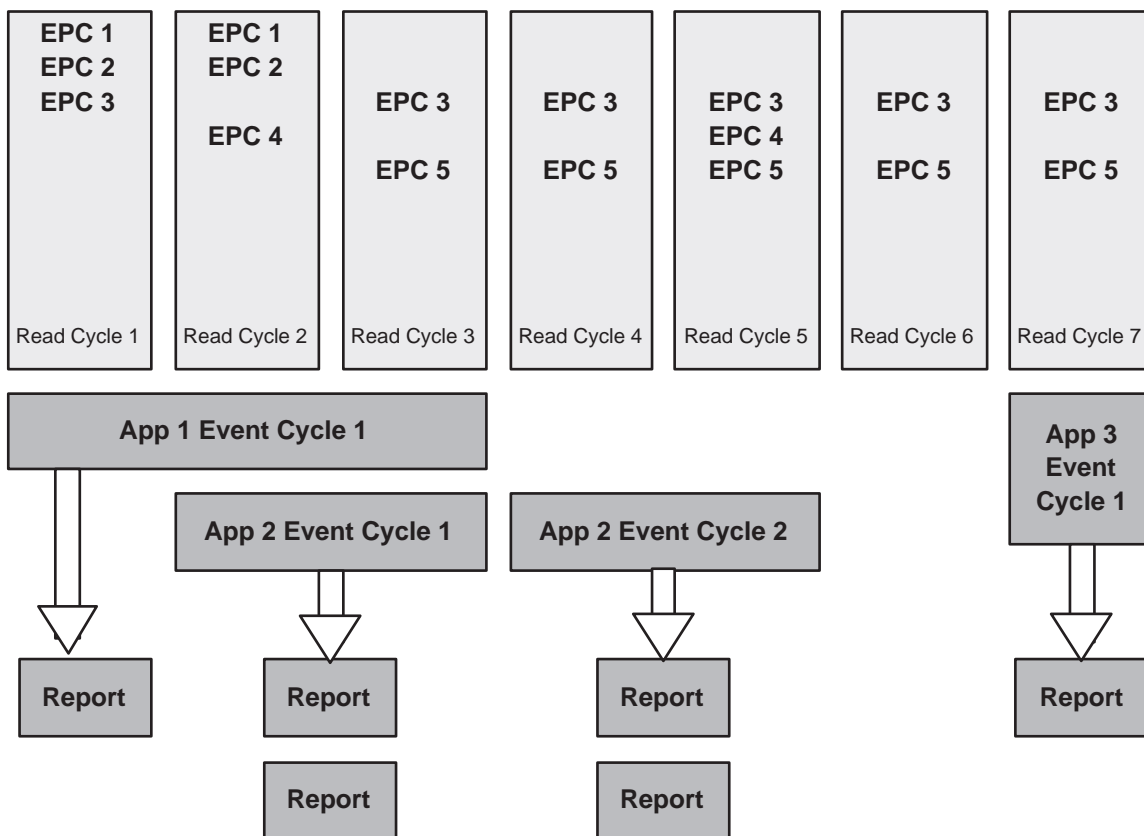 EPC 1
EPC 2
EPC 3
Read Cycle 1
EPC 1
EPC 2
EPC 4
Read Cycle 2
EPC 3
EPC 5
Read Cycle 3
EPC 3
EPC 5
Read Cycle 4
EPC 3
EPC 4
EPC 5
Read Cycle 5
EPC 3
EPC 5
Read Cycle 6
EPC 3
EPC 5
Read Cycle 7
App 1 Event Cycle 1
App 2 Event Cycle 1
App 2 Event Cycle 2
App 3
Event
Cycle 1
Report
Report
Report
Report
Report
Report